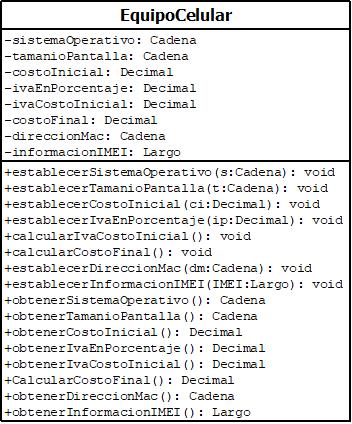 EquipoCelular
-sistemaOperativo: Cadena
-tamanioPantalla: Cadena
-costoInicial: Decimal
-ivaEnPorcentaje: Decimal
-ivaCostoInicial: Decimal
-costoFinal: Decimal
-direccionMac: Cadena
-informacionIMEI: Largo
+establecerSistemaOperativo(s:Cadena): void
+establecerTamanioPantalla(t:Cadena): void
+establecerCostoInicial(ci:Decimal): void
+establecerIvaEnPorcentaje(ip:Decimal): void
+calcularIvaCostoInicial(): void
+calcularCostoFinal(): void
+establecerDireccionMac(dm:Cadena): void
+establecerInformacionIMEI(IMEI:Largo): void
+obtenerSistemaOperativo(): Cadena
+obtenerTamanioPantalla(): Cadena
+obtenerCostoInicial(): Decimal
+obtenerIvaEnPorcentaje(): Decimal
+obtenerIvaCostoInicial(): Decimal
+CalcularCostoFinal(): Decimal
+obtenerDireccionMac(): Cadena
+obtenerInformacionIMEI(): Largo